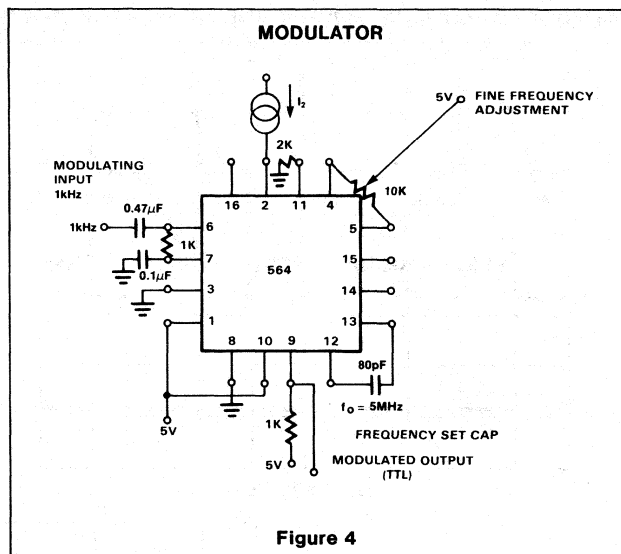 MODULATOR
I2
5V
FINE FREQUENCY
ADJUSTMENT
2K
MODULATING
INPUT
1kHz
16
2
11
4
10K
0.47µF
1kHz
6
5
1K
7
15
0.1µF
564
3
14
1
13
8
10
9
12
80pF
fo = 5MHz
5V
1K
FREQUENCY SET CAP
5V
MODULATED OUTPUT
(TTL)
Figure 4